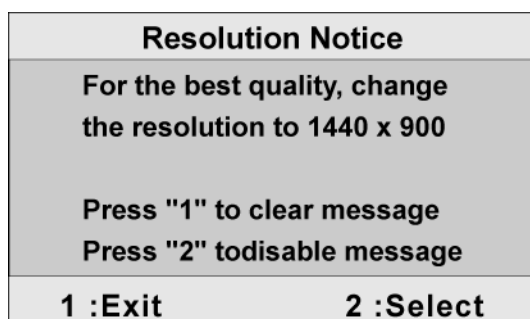 Resolution Notice
For the best quality, change
the resolution to 1440 x 900
Press "1" to clear message
Press "2" todisable message
1 :Exit 2 :Select